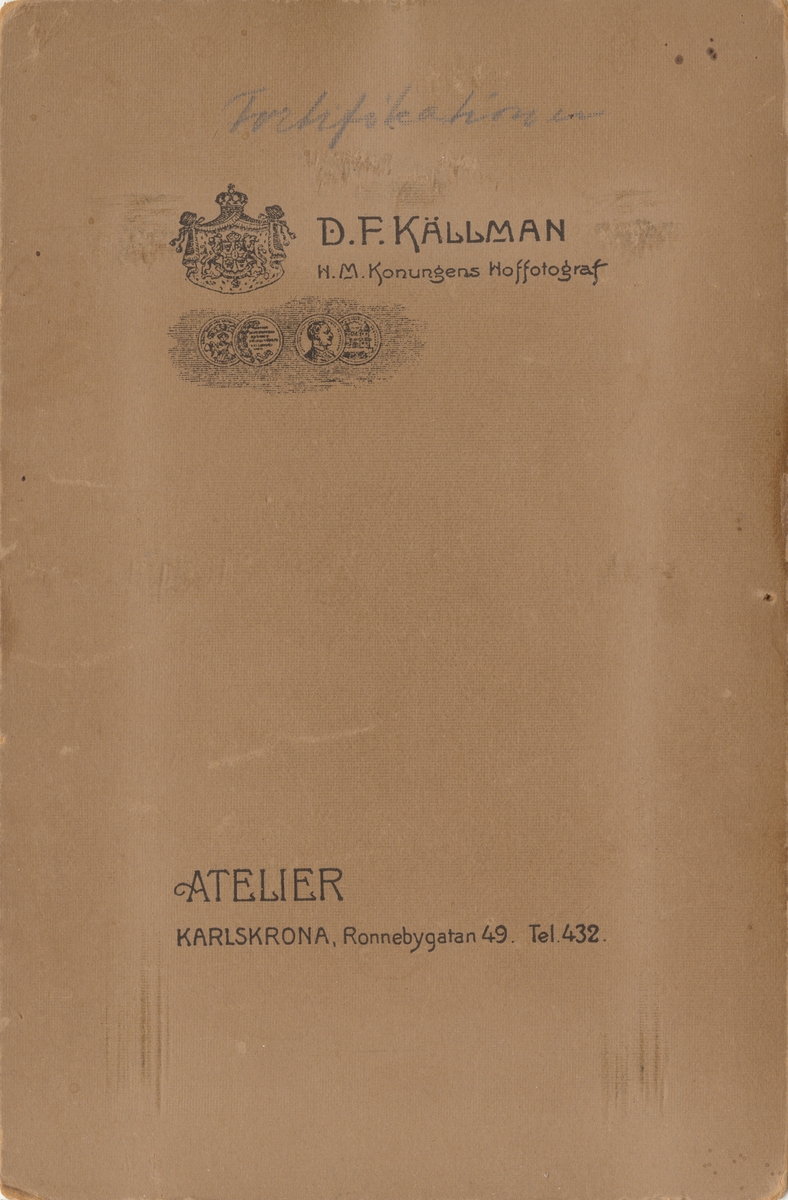 Fortifikationen
D.F. KÄLLMAN
H.M. Konungens Hoffotograf
ATELIER
KARLSKRONA, Ronnebygatan 49. Tel. 432.